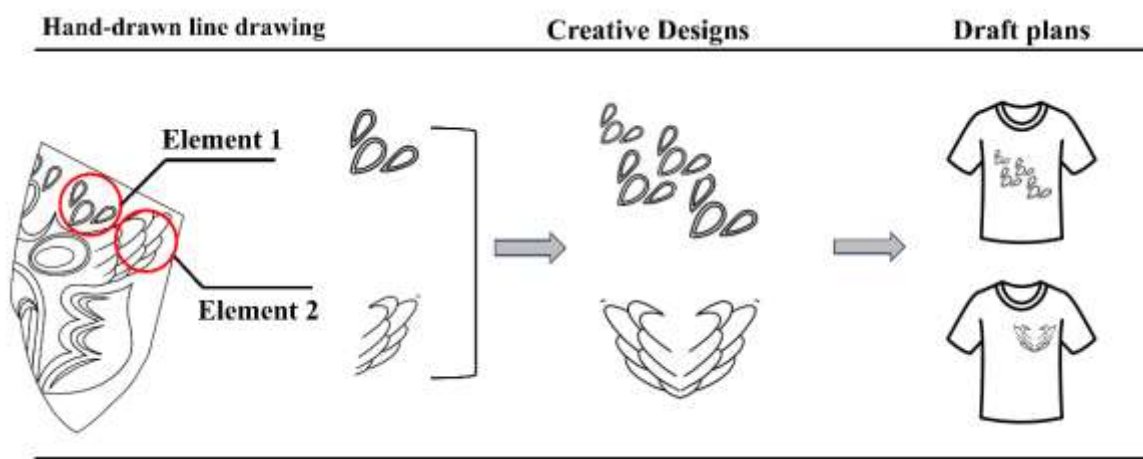 Hand-drawn line drawing
Creative Designs
Draft plans
Element 1
Element 2